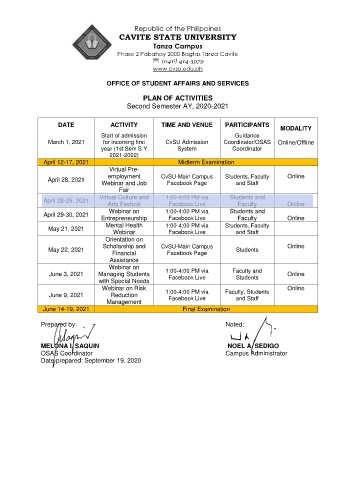 Republic of the Philippines
CAVITE STATE UNIVERSITY
Tanza Campus
Phase 2 Pabahay 2000 Bagtas Tanza Cavite
☎ (046) 414-3979
www.cvsu.edu.ph
OFFICE OF STUDENT AFFAIRS AND SERVICES
PLAN OF ACTIVITIES
Second Semester AY, 2020-2021
DATE ACTIVITY TIME AND VENUE PARTICIPANTS MODALITY
March 1, 2021 Start of admission for incoming first year (1st Sem S.Y 2021-2022) CvSU Admission System Guidance Coordinator/OSAS Coordinator Online/Offline
April 12-17, 2021 Midterm Examination
April 28, 2021 Virtual Pre-employment Webinar and Job Fair CvSU-Main Campus Facebook Page Students, Faculty and Staff Online
April 28-29, 2021 Virtual Culture and Arts Festival 1:00-4:00 PM via Facebook Live Students and Faculty Online
April 29-30, 2021 Webinar on Entrepreneurship 1:00-4:00 PM via Facebook Live Students and Faculty Online
May 21, 2021 Mental Health Webinar 1:00-4:00 PM via Facebook Live Students, Faculty and Staff Online
May 22, 2021 Orientation on Scholarship and Financial Assistance CvSU-Main Campus Facebook Page Students Online
June 3, 2021 Webinar on Managing Students with Special Needs 1:00-4:00 PM via Facebook Live Faculty and Students Online
June 9, 2021 Webinar on Risk Reduction Management 1:00-4:00 PM via Facebook Live Faculty, Students and Staff Online
June 14-19, 2021 Final Examination
Prepared by: Noted:
SAQUIN NOEL A. SEDIGO
OSAS Coordinator Campus Administrator
Date prepared: September 19, 2020